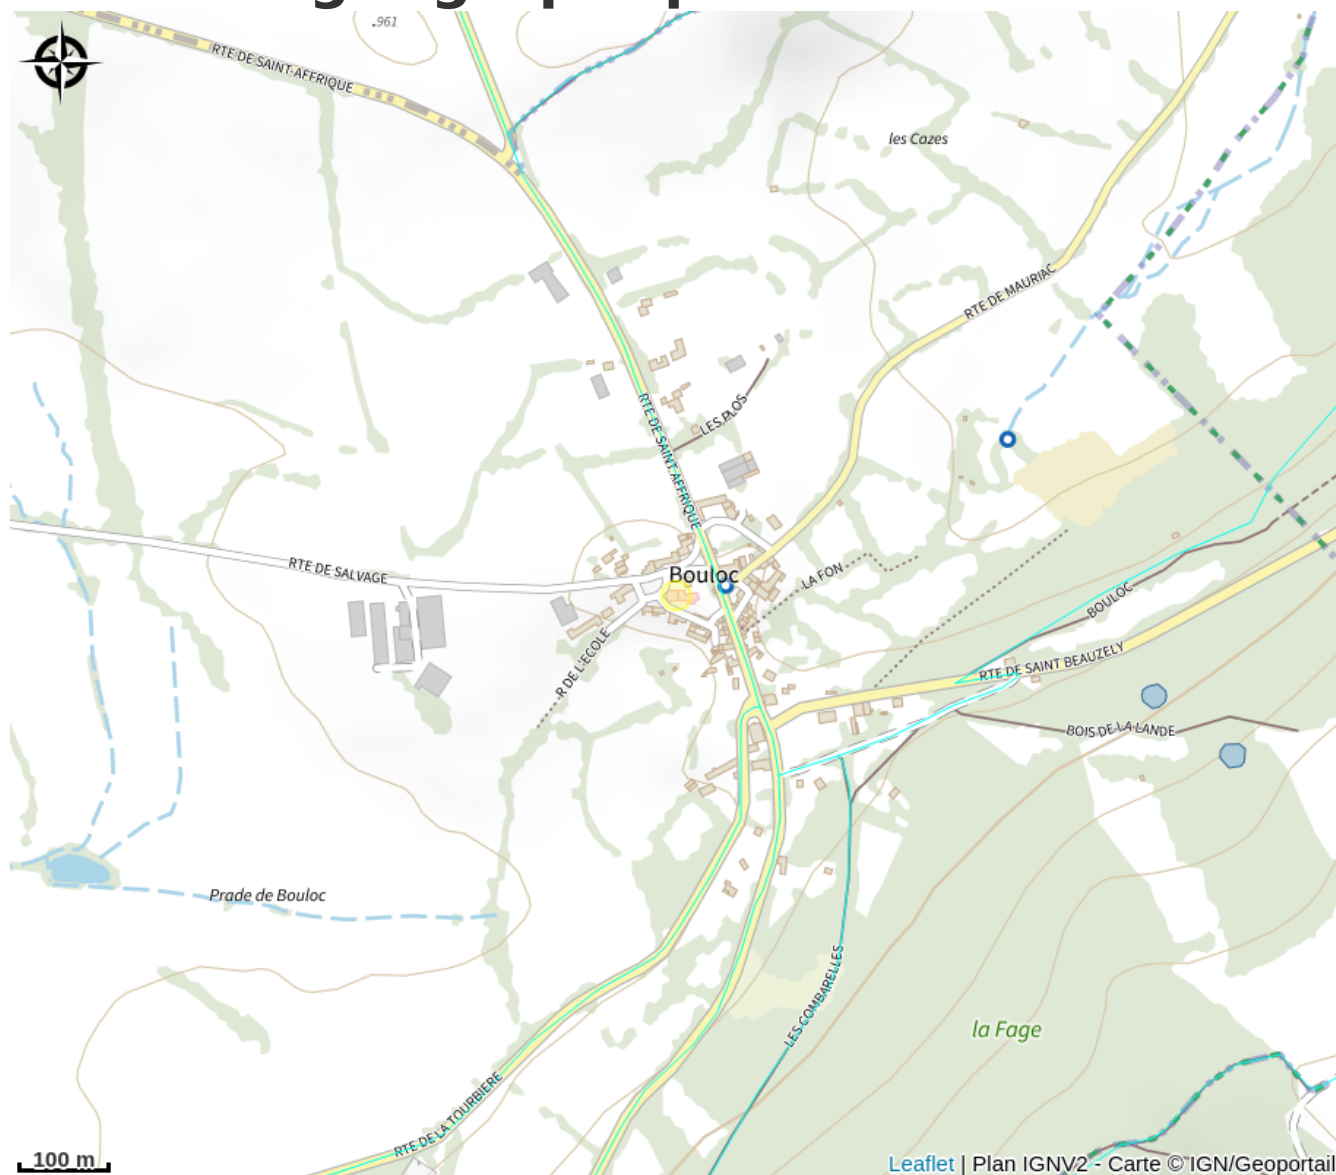 .961
RTE DE SAINT-AFFRIQUE
les Cazes
RTE DE MAURIAC
RTE DE SAINT AFFRIQUE
LES PLOS
RTE DE SALVAGE
Bouloc
LA FON
BOULOC
R DE L'ECOLE
RTE DE SAINT BEAUZELY
BOIS DE LA LANDE
Prade de Bouloc
LES COMBARELLES
la Fage
RTE DE LA TOURBIERE
100 m
Leaflet | Plan IGNV2 - Carte © IGN/Geoportail